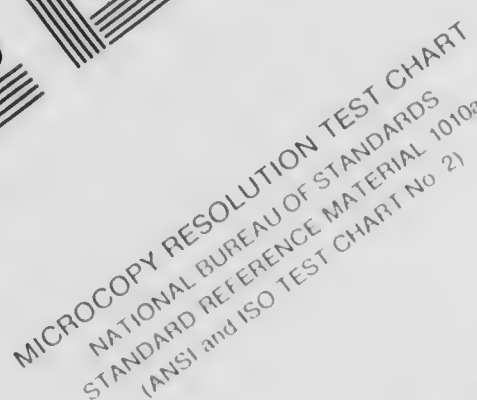 MICROCOPY RESOLUTION TEST CHART
NATIONAL BUREAU OF STANDARDS
STANDARD REFERENCE MATERIAL 1010a
(ANSI and ISO TEST CHART No 2)